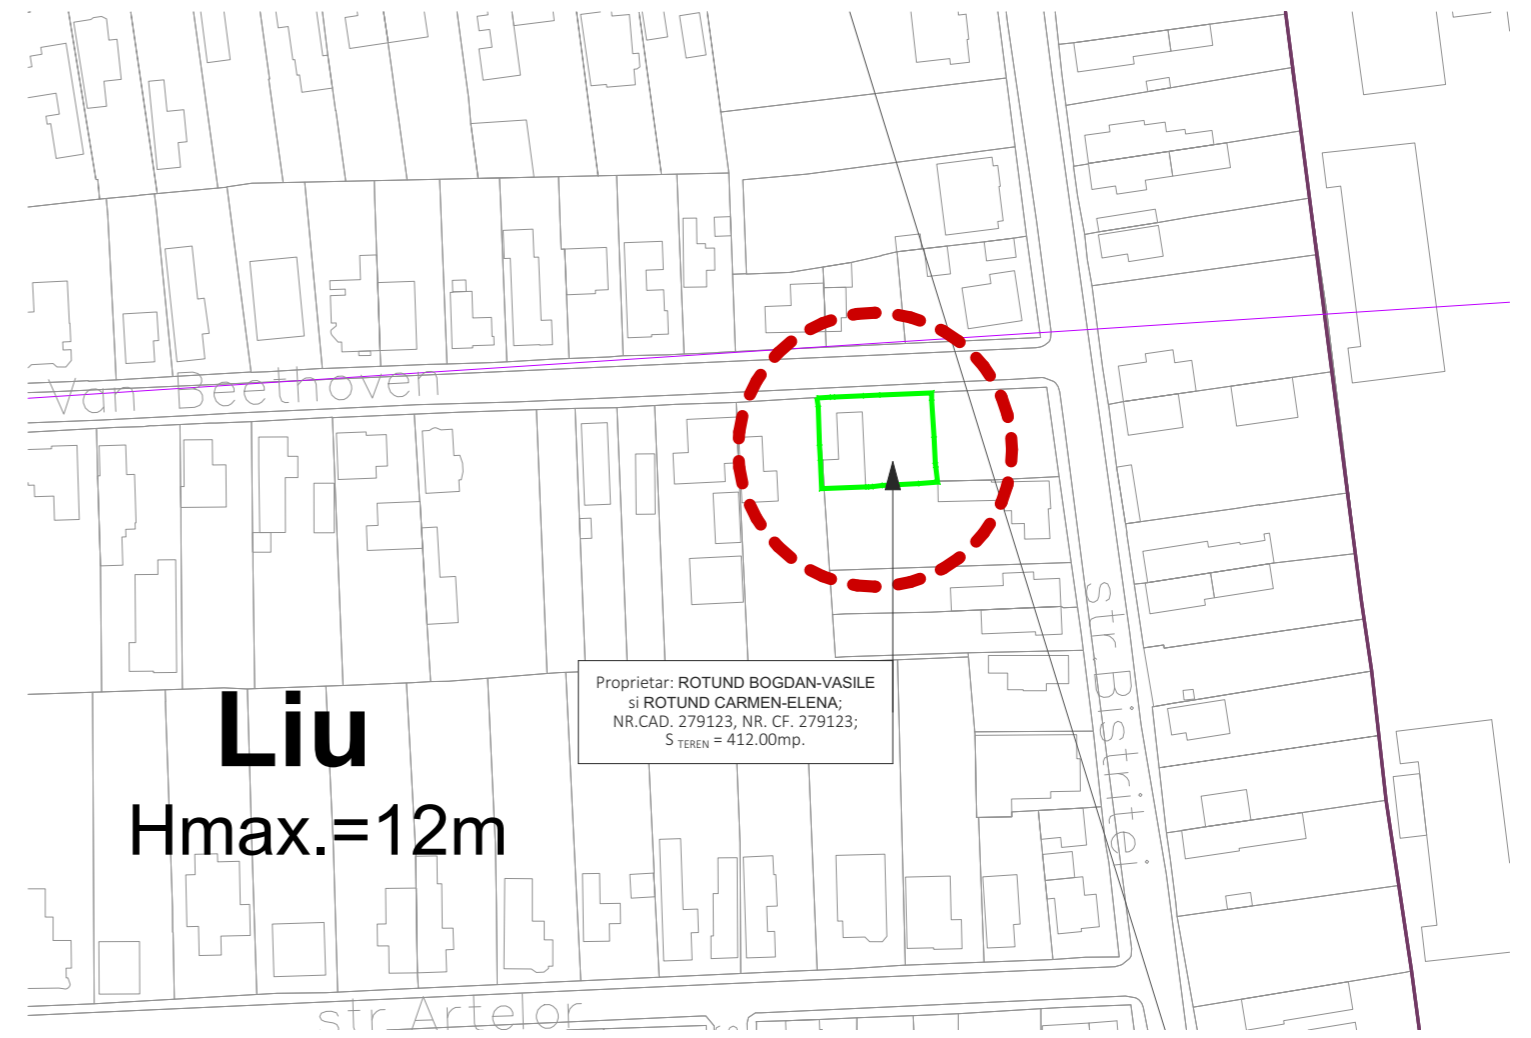 Van Beethoven
Proprietar: ROTUND BOGDAN-VASILE
si ROTUND CARMEN-ELENA;
NR.CAD. 279123, NR. CF. 279123;
S TEREN = 412.00mp.
Liu
Hmax.=12m
str.Bistritei
str.Artelor